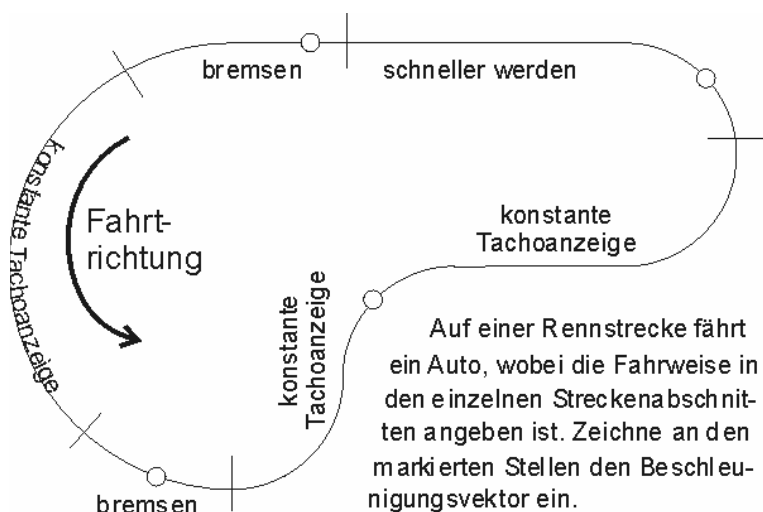 bremsen
schneller werden
konstante Tachoanzeige
Fahrt-
richtung
konstante
Tachoanzeige
konstante
Tachoanzeige
Auf einer Rennstrecke fährt
ein Auto, wobei die Fahrweise in
den einzelnen Streckenabschnit-
ten angeben ist. Zeichne an den
markierten Stellen den Beschleu-
nigungsvektor ein.
bremsen